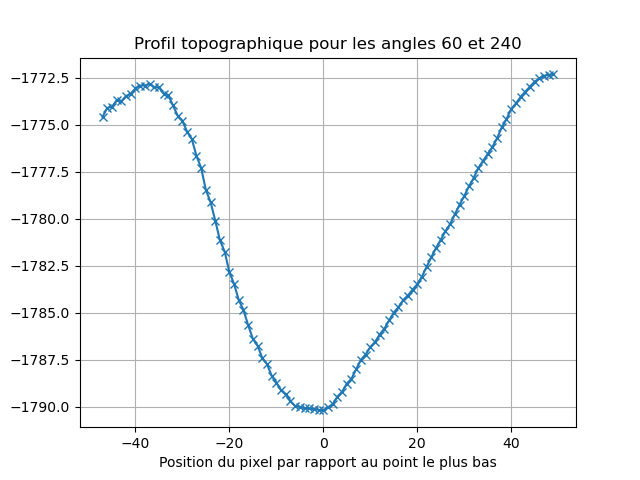 Profil topographique pour les angles 60 et 240
−1772.5
−1775.0
−1777.5
−1780.0
−1782.5
−1785.0
−1787.5
−1790.0
−40 −20 0 20 40
Position du pixel par rapport au point le plus bas